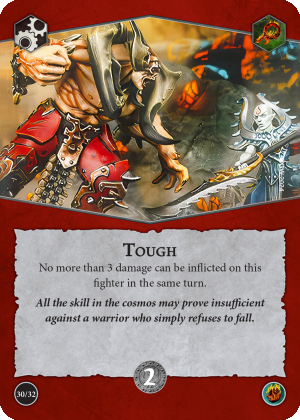 Tough
No more than 3 damage can be inflicted on this
fighter in the same turn.
All the skill in the cosmos may prove insufficient
against a warrior who simply refuses to fall.
30/32
2